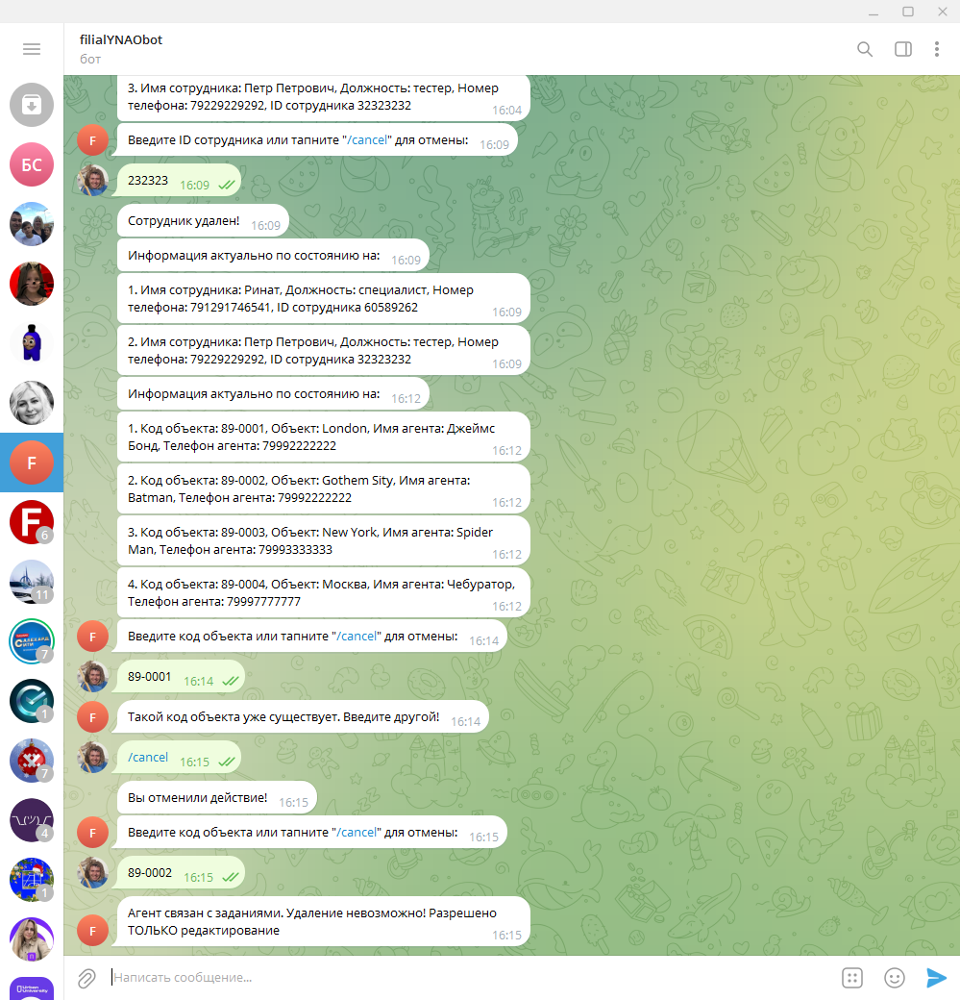 filialYNAObot
бот
3. Имя сотрудника: Петр Петрович, Должность: тестер, Номер
телефона: 79229229292, ID сотрудника 32323232
16:04
F
Введите ID сотрудника или тапните "/cancel" для отмены:
16:09
232323
16:09
Сотрудник удален!
16:09
Информация актуально по состоянию на:
16:09
1. Имя сотрудника: Ринат, Должность: специалист, Номер
телефона: 791291746541, ID сотрудника 60589262
16:09
2. Имя сотрудника: Петр Петрович, Должность: тестер, Номер
телефона: 79229229292, ID сотрудника 32323232
16:09
Информация актуально по состоянию на:
16:12
1. Код объекта: 89-0001, Объект: London, Имя агента: Джеймс
Бонд, Телефон агента: 79992222222
16:12
2. Код объекта: 89-0002, Объект: Gothem Sity, Имя агента:
Batman, Телефон агента: 79992222222
16:12
3. Код объекта: 89-0003, Объект: New York, Имя агента: Spider
Man, Телефон агента: 79993333333
16:12
4. Код объекта: 89-0004, Объект: Москва, Имя агента: Чебуратор,
Телефон агента: 79997777777
16:12
F
Введите код объекта или тапните "/cancel" для отмены:
16:14
89-0001
16:14
F
Такой код объекта уже существует. Введите другой!
16:14
/cancel
16:15
Вы отменили действие!
16:15
F
Введите код объекта или тапните "/cancel" для отмены:
16:15
89-0002
16:15
F
Агент связан с заданиями. Удаление невозможно! Разрешено
ТОЛЬКО редактирование
16:15
Написать сообщение...
БС
F
F
6
11
САЛЕХАРД
СИТИ
7
1
7
¯\_(ツ)_/¯
4
1
Urban
University